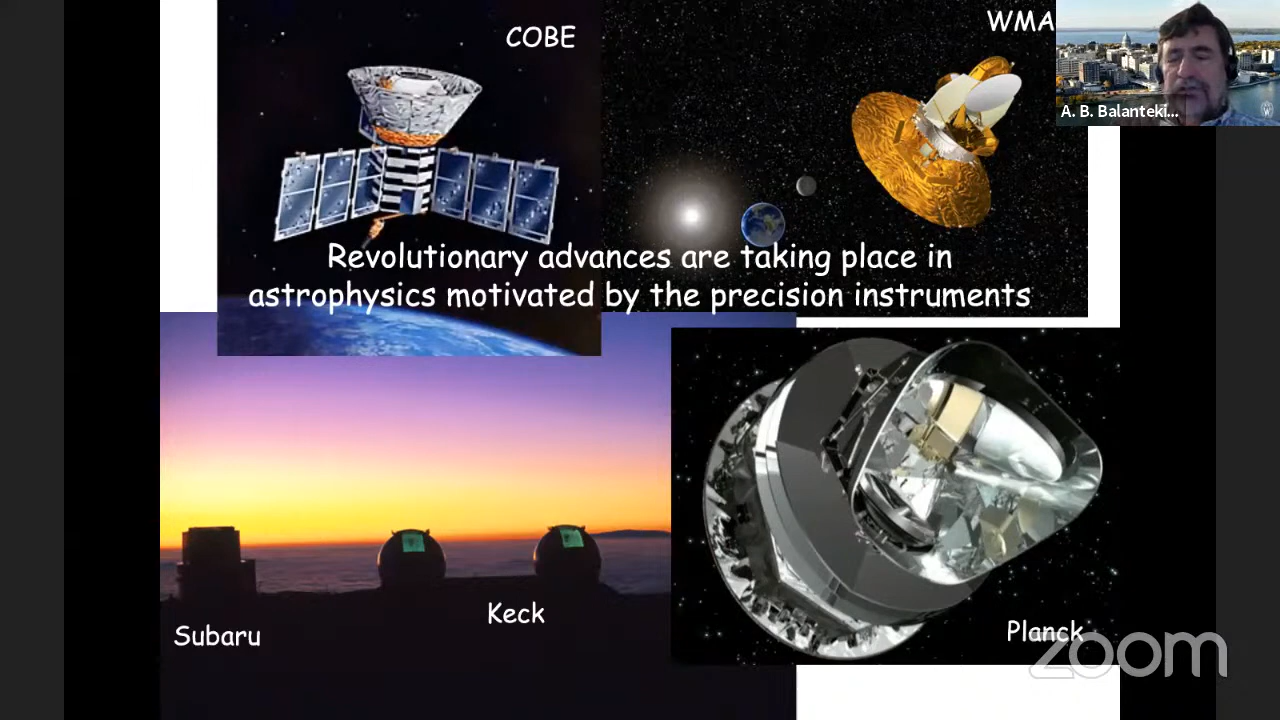 COBE
WMA
A. B. Balanteki...
Revolutionary advances are taking place in
astrophysics motivated by the precision instruments
Keck
Subaru
Planck
zoom